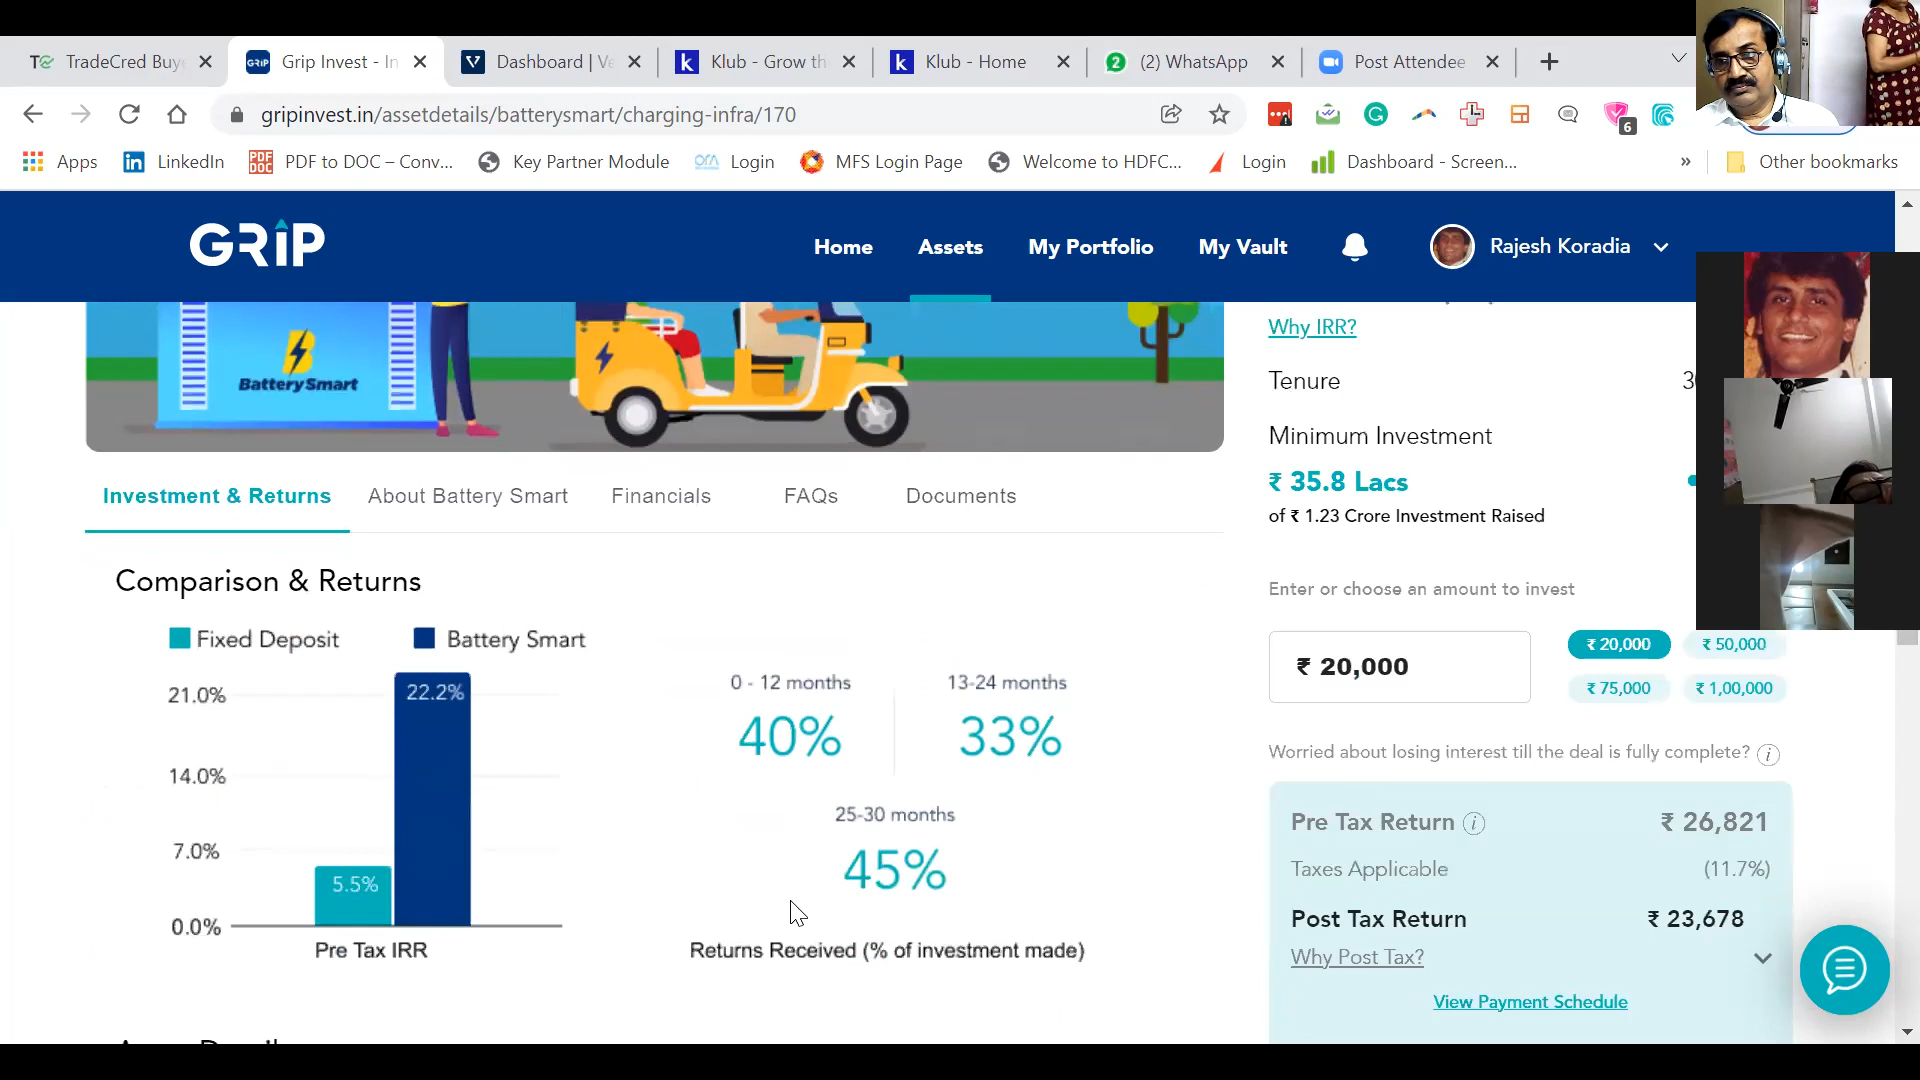 TradeCred Buye
GRIP Grip Invest - In
Dashboard | Ve
k Klub - Grow th
k Klub - Home
2 (2) WhatsApp
Post Attendee
gripinvest.in/assetdetails/batterysmart/charging-infra/170
6
Apps
LinkedIn
PDF DOC PDF to DOC – Conv...
Key Partner Module
Login
MFS Login Page
Welcome to HDFC...
Login
Dashboard - Screen...
»
Other bookmarks
GRIP
Home
Assets
My Portfolio
My Vault
Rajesh Koradia
BatterySmart
Why IRR?
Tenure
Minimum Investment
₹ 35.8 Lacs
of ₹ 1.23 Crore Investment Raised
Investment & Returns
About Battery Smart
Financials
FAQs
Documents
Comparison & Returns
Fixed Deposit
Battery Smart
21.0%
14.0%
7.0%
0.0%
22.2%
5.5%
Pre Tax IRR
0 - 12 months
40%
13-24 months
33%
25-30 months
45%
Returns Received (% of investment made)
Enter or choose an amount to invest
₹ 20,000
₹ 20,000
₹ 50,000
₹ 75,000
₹ 1,00,000
Worried about losing interest till the deal is fully complete? i
Pre Tax Return i ₹ 26,821
Taxes Applicable (11.7%)
Post Tax Return ₹ 23,678
Why Post Tax?
View Payment Schedule